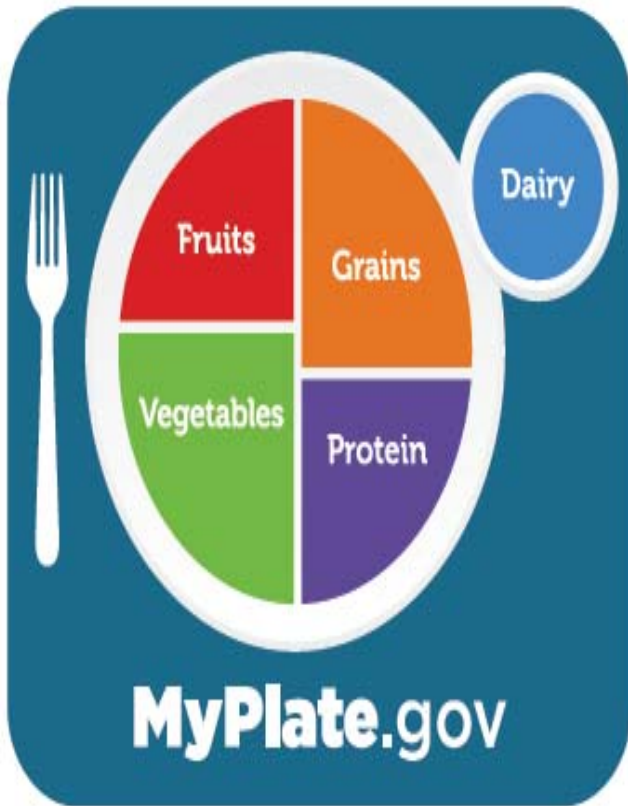 Fruits
Grains
Dairy
Vegetables
Protein
MyPlate.gov